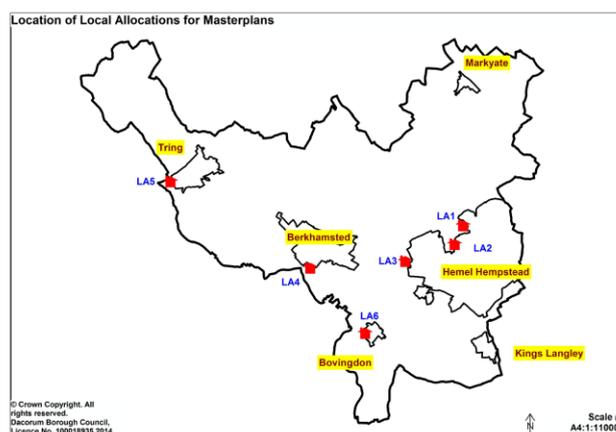 Location of Local Allocations for Masterplans
Markyate
Tring
LA5
LA1
Berkhamsted
LA2
LA3
Hemel Hempstead
LA4
LA6
Bovingdon
Kings Langley
© Crown Copyright. All
rights reserved.
Dacorum Borough Council,
Licence No. 100018935 2014
N
Scale
A4:1:1100